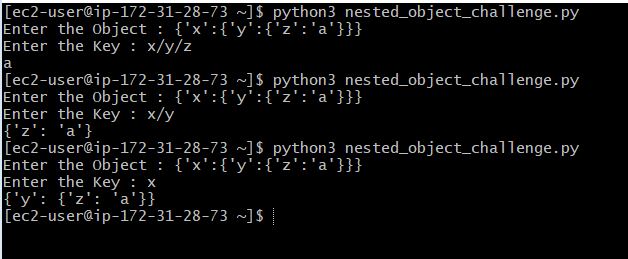 [ec2-user@ip-172-31-28-73 ~]$ python3 nested_object_challenge.py
Enter the Object : {'x':{'y':{'z':'a'}}}
Enter the Key : x/y/z
a
[ec2-user@ip-172-31-28-73 ~]$ python3 nested_object_challenge.py
Enter the Object : {'x':{'y':{'z':'a'}}}
Enter the Key : x/y
{'z': 'a'}
[ec2-user@ip-172-31-28-73 ~]$ python3 nested_object_challenge.py
Enter the Object : {'x':{'y':{'z':'a'}}}
Enter the Key : x
{'y': {'z': 'a'}}
[ec2-user@ip-172-31-28-73 ~]$